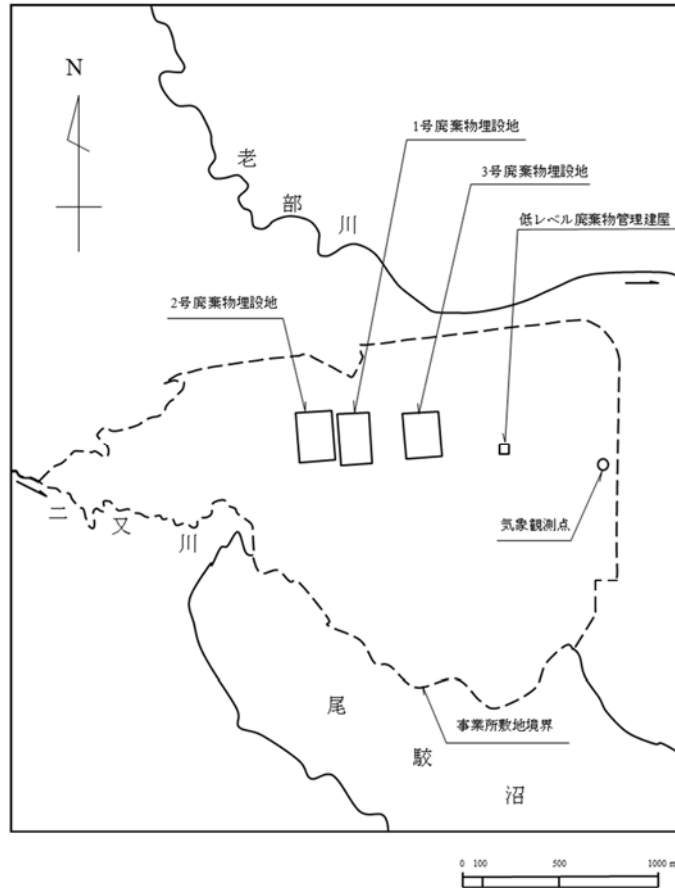 N
1号廃棄物埋設地
老部川
3号廃棄物埋設地
低レベル廃棄物管理建屋
2号廃棄物埋設地
二又川
気象観測点
事業所敷地境界
尾駮沼
0 100 500 1000 m